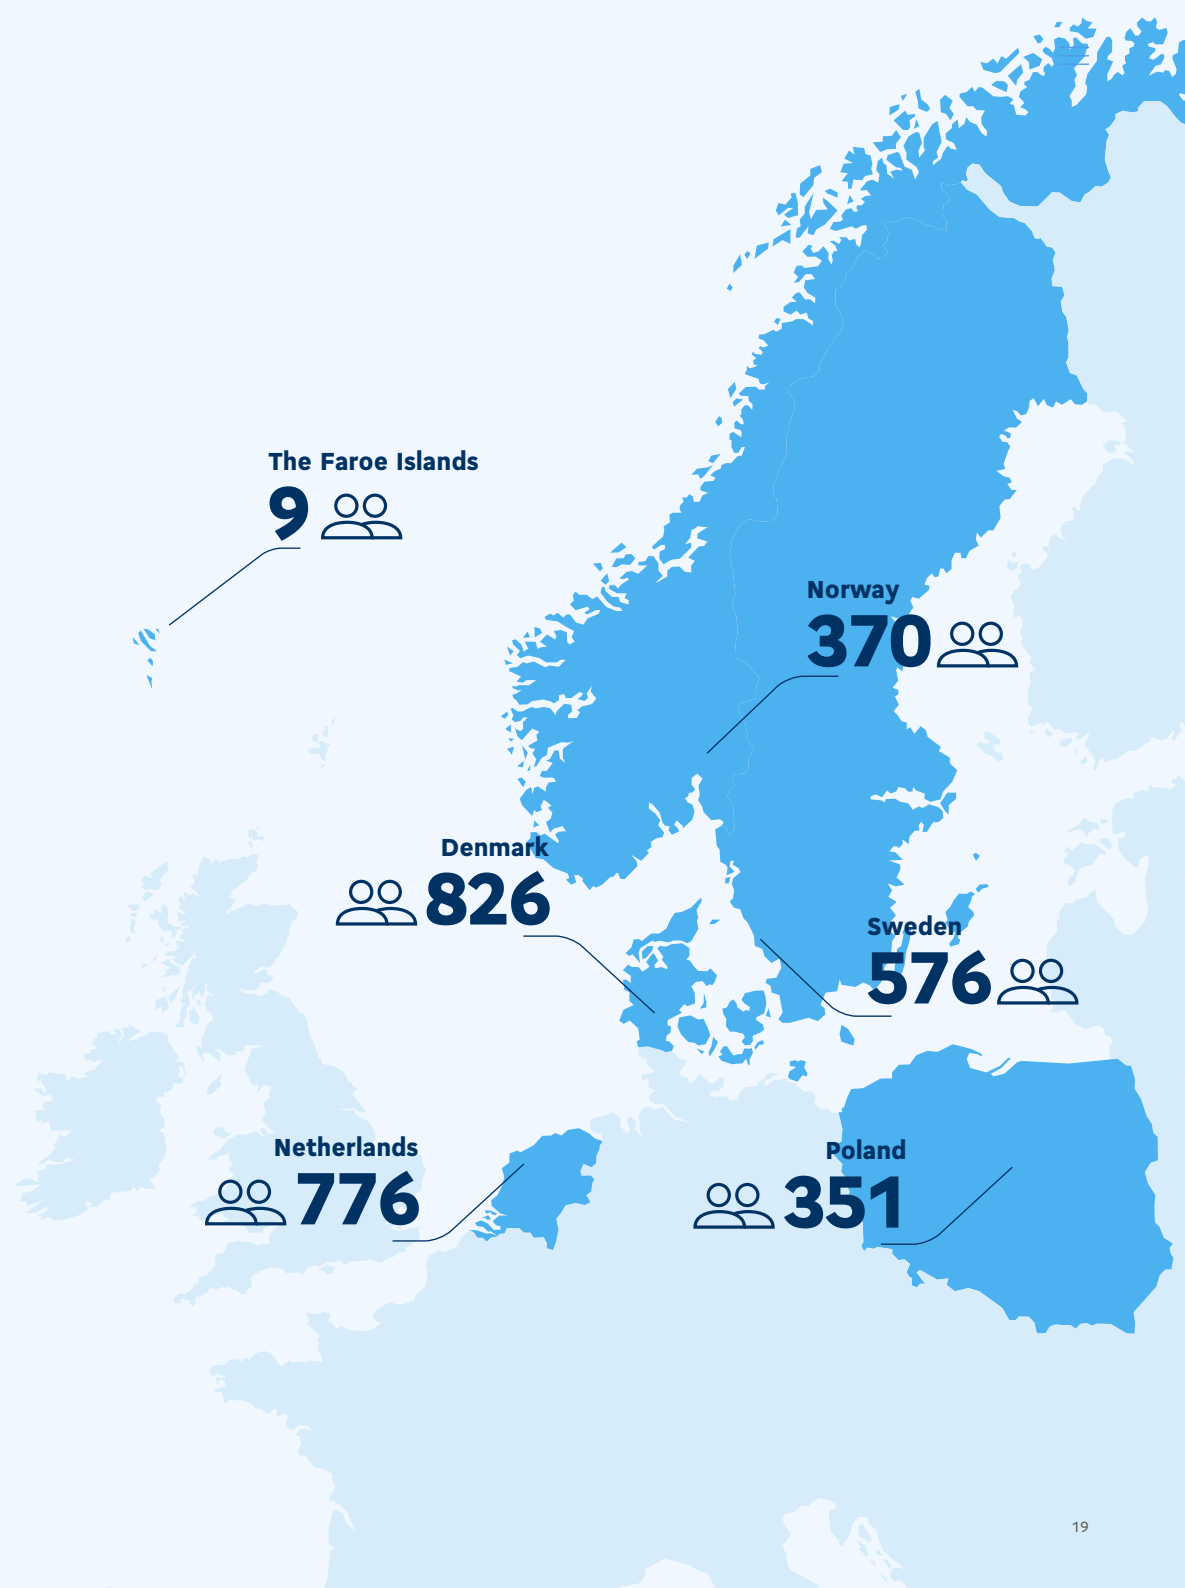 The Faroe Islands
9
Norway
370
Denmark
826
Sweden
576
Netherlands
776
Poland
351
19